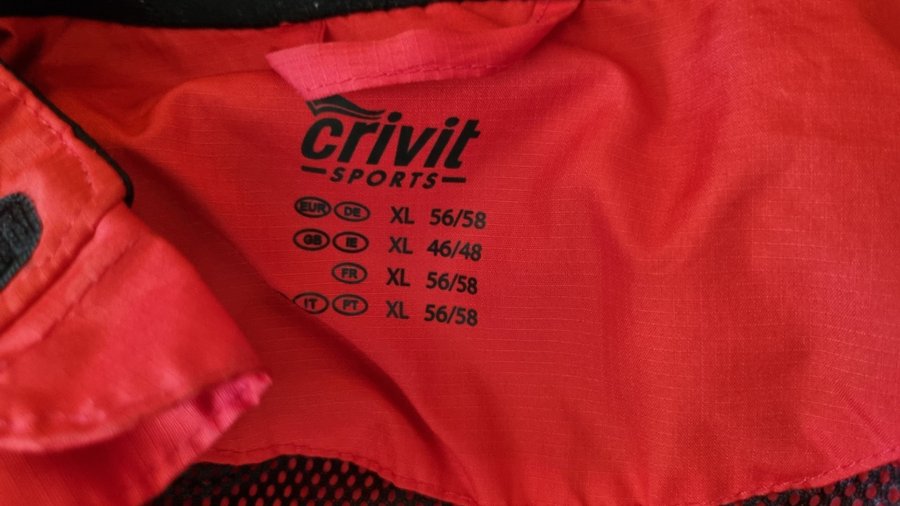 crivit
SPORTS
EUR DE XL 56/58
GB IE XL 46/48
FR XL 56/58
IT PT XL 56/58